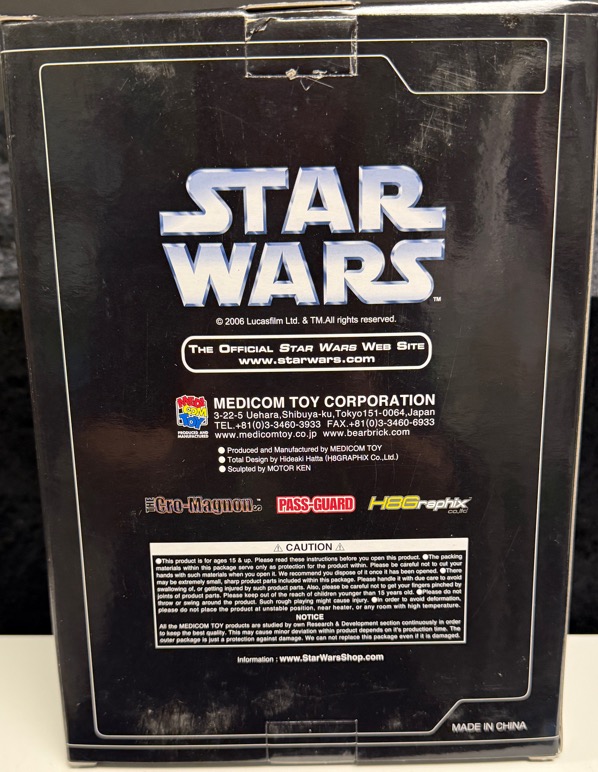 STAR
WARS
TM
© 2006 Lucasfilm Ltd. & TM.All rights reserved.
THE OFFICIAL STAR WARS WEB SITE
www.starwars.com
MEDICOM TOY
PRODUCED AND
MANUFACTURED
MEDICOM TOY CORPORATION
3-22-5 Uehara,Shibuya-ku,Tokyo151-0064,Japan
TEL.+81(0)3-3460-3933 FAX.+81(0)3-3460-6933
www.medicomtoy.co.jp www.bearbrick.com
● Produced and Manufactured by MEDICOM TOY
● Total Design by Hideaki Hatta (H8GRAPHiX Co.,Ltd.)
● Sculpted by MOTOR KEN
THE Cro-Magnons™ PASS-GUARD H8Graphix co.,ltd
⚠ CAUTION ⚠
●This product is for ages 15 & up. Please read these instructions before you open this product. ●The packing
materials within this package serve only as protection for the product within. Please be careful not to cut your
hands with such materials when you open it. We recommend you dispose of it once it has been opened. ●There
may be extremely small, sharp product parts included within this package. Please handle it with due care to avoid
swallowing of, or getting injured by such product parts. Also, please be careful not to get your fingers pinched by
joints of product parts. Please keep out of the reach of children younger than 15 years old. ●Please do not
throw or swing around the product. Such rough playing might cause injury. ●In order to avoid deformation,
please do not place the product at unstable position, near heater, or any room with high temperature.
NOTICE
All the MEDICOM TOY products are studied by own Research & Development section continuously in order
to keep the best quality. This may cause minor deviation within product depends on it's production time. The
outer package is just a protection against damage. We can not replace this package even if it is damaged.
Information : www.StarWarsShop.com
MADE IN CHINA